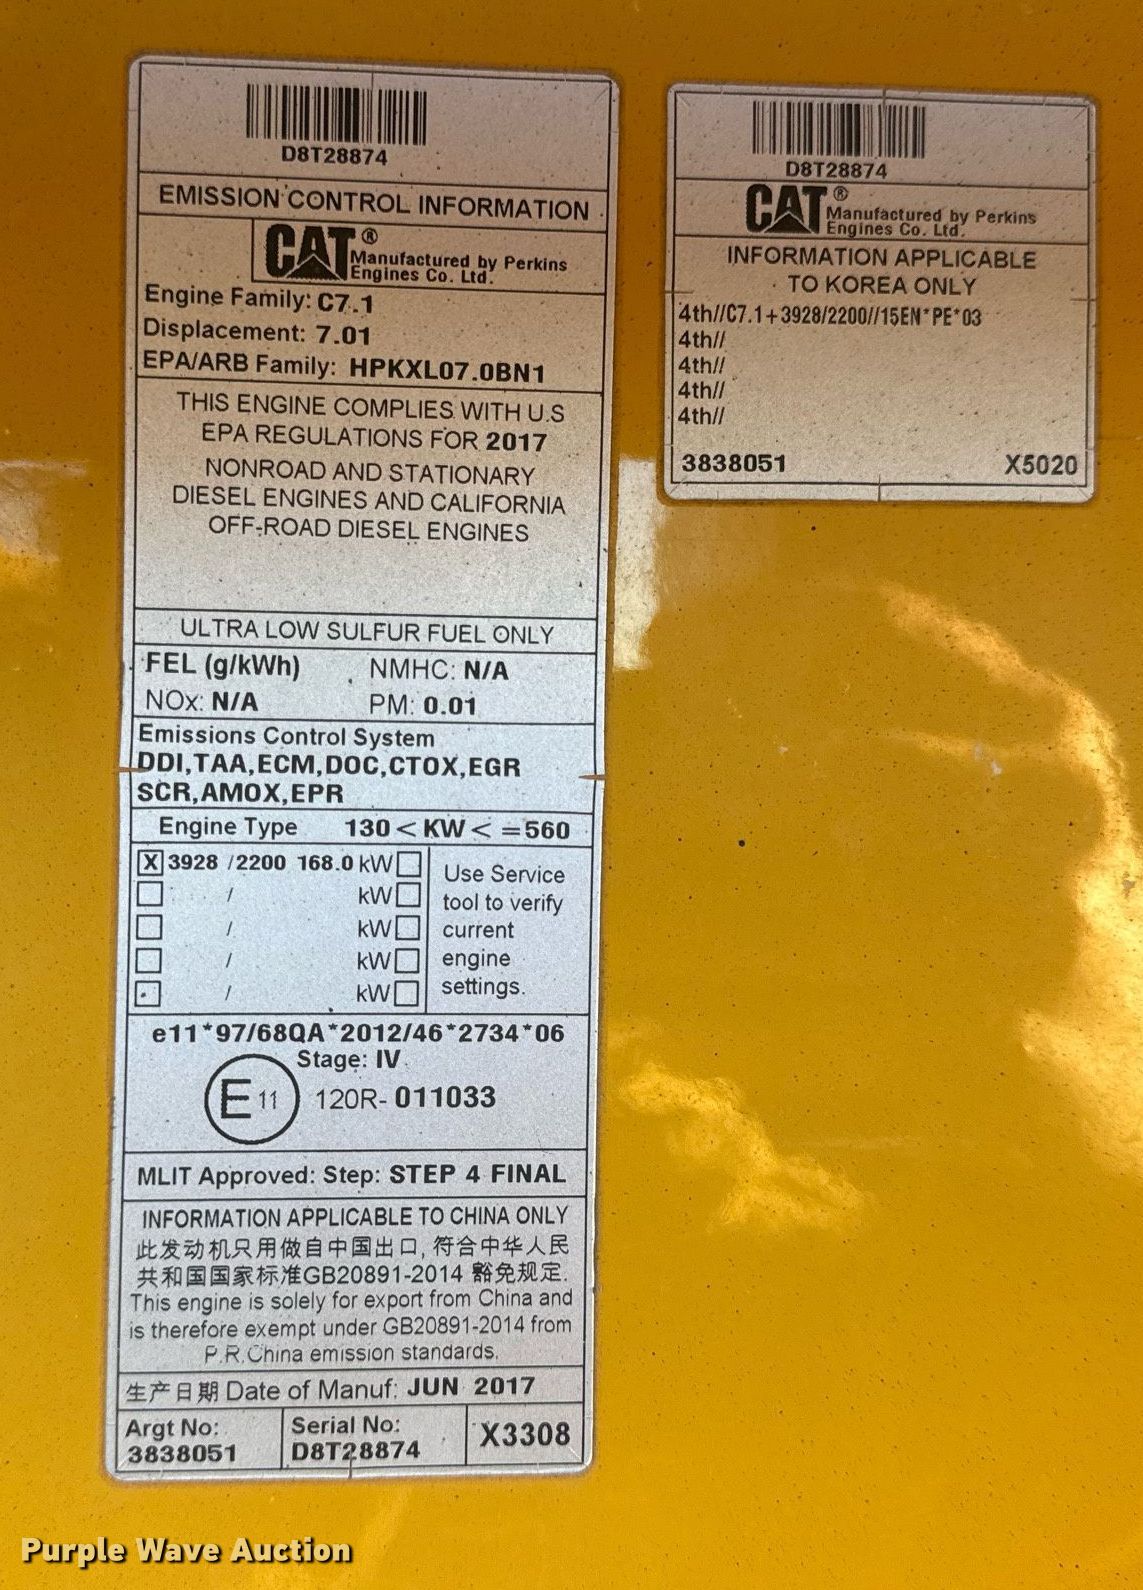 D8T28874
EMISSION CONTROL INFORMATION
CAT® Manufactured by Perkins
Engines Co. Ltd.
Engine Family: C7.1
Displacement: 7.01
EPA/ARB Family: HPKXL07.0BN1
THIS ENGINE COMPLIES WITH U.S
EPA REGULATIONS FOR 2017
NONROAD AND STATIONARY
DIESEL ENGINES AND CALIFORNIA
OFF-ROAD DIESEL ENGINES
ULTRA LOW SULFUR FUEL ONLY
FEL (g/kWh) NMHC: N/A
NOx: N/A PM: 0.01
Emissions Control System
DDI,TAA,ECM,DOC,CTOX,EGR
SCR,AMOX,EPR
Engine Type 130<KW<=560
X 3928 /2200 168.0 kW
/ kW
/ kW
/ kW
/ kW
Use Service
tool to verify
current
engine
settings.
e11*97/68QA*2012/46*2734*06
Stage: IV
E 11 120R- 011033
MLIT Approved: Step: STEP 4 FINAL
INFORMATION APPLICABLE TO CHINA ONLY
此发动机只用做自中国出口, 符合中华人民
共和国国家标准GB20891-2014 豁免规定.
This engine is solely for export from China and
is therefore exempt under GB20891-2014 from
P.R.China emission standards.
生产日期 Date of Manuf: JUN 2017
Argt No:
3838051
Serial No:
D8T28874
X3308
D8T28874
CAT® Manufactured by Perkins
Engines Co. Ltd.
INFORMATION APPLICABLE
TO KOREA ONLY
4th//C7.1+3928/2200//15EN*PE*03
4th//
4th//
4th//
4th//
3838051 X5020
Purple Wave Auction